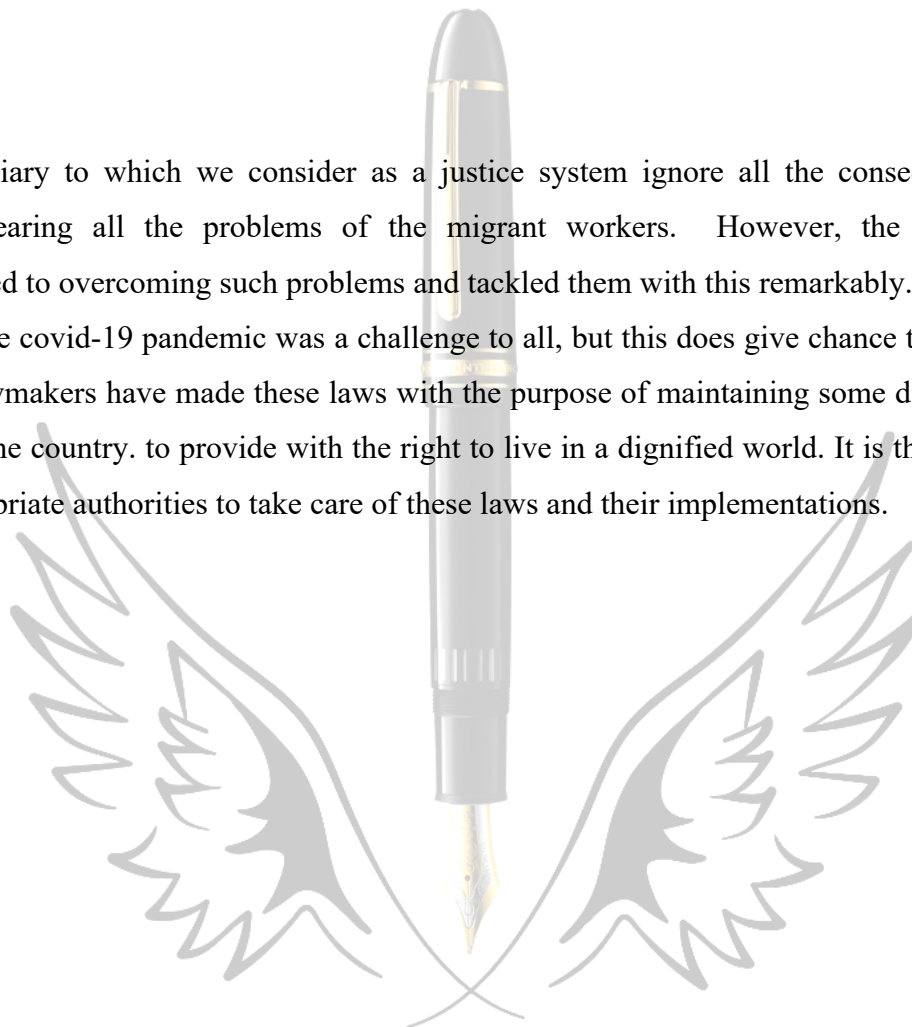 iary to which we consider as a justice system ignore all the conse
earing all the problems of the migrant workers. However, the
ed to overcoming such problems and tackled them with this remarkably.
e covid-19 pandemic was a challenge to all, but this does give chance t
ymakers have made these laws with the purpose of maintaining some d
ne country. to provide with the right to live in a dignified world. It is th
priate authorities to take care of these laws and their implementations.